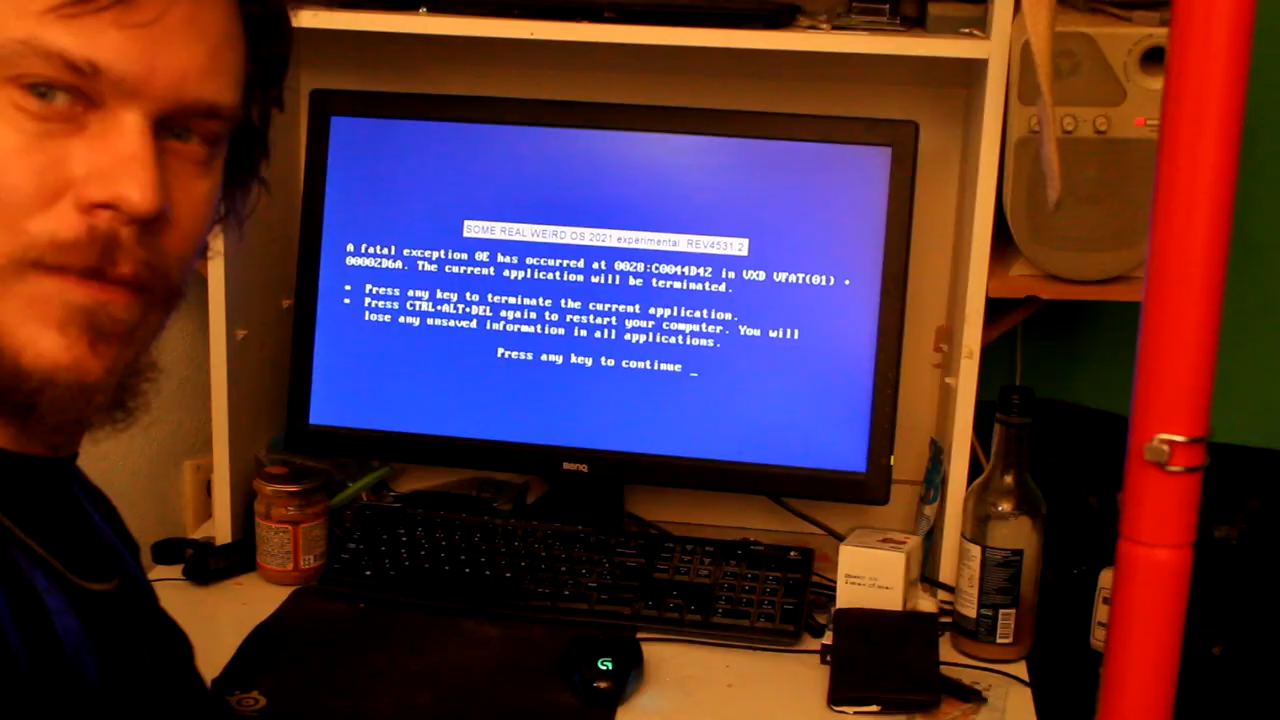 SOME REAL WEIRD OS 2021 experimental REV4531.2
A fatal exception 0E has occurred at 0028:C0044D42 in VXD VFAT(01) +
00002D6A. The current application will be terminated.
* Press any key to terminate the current application.
* Press CTRL+ALT+DEL again to restart your computer. You will
lose any unsaved information in all applications.
Press any key to continue _
BenQ